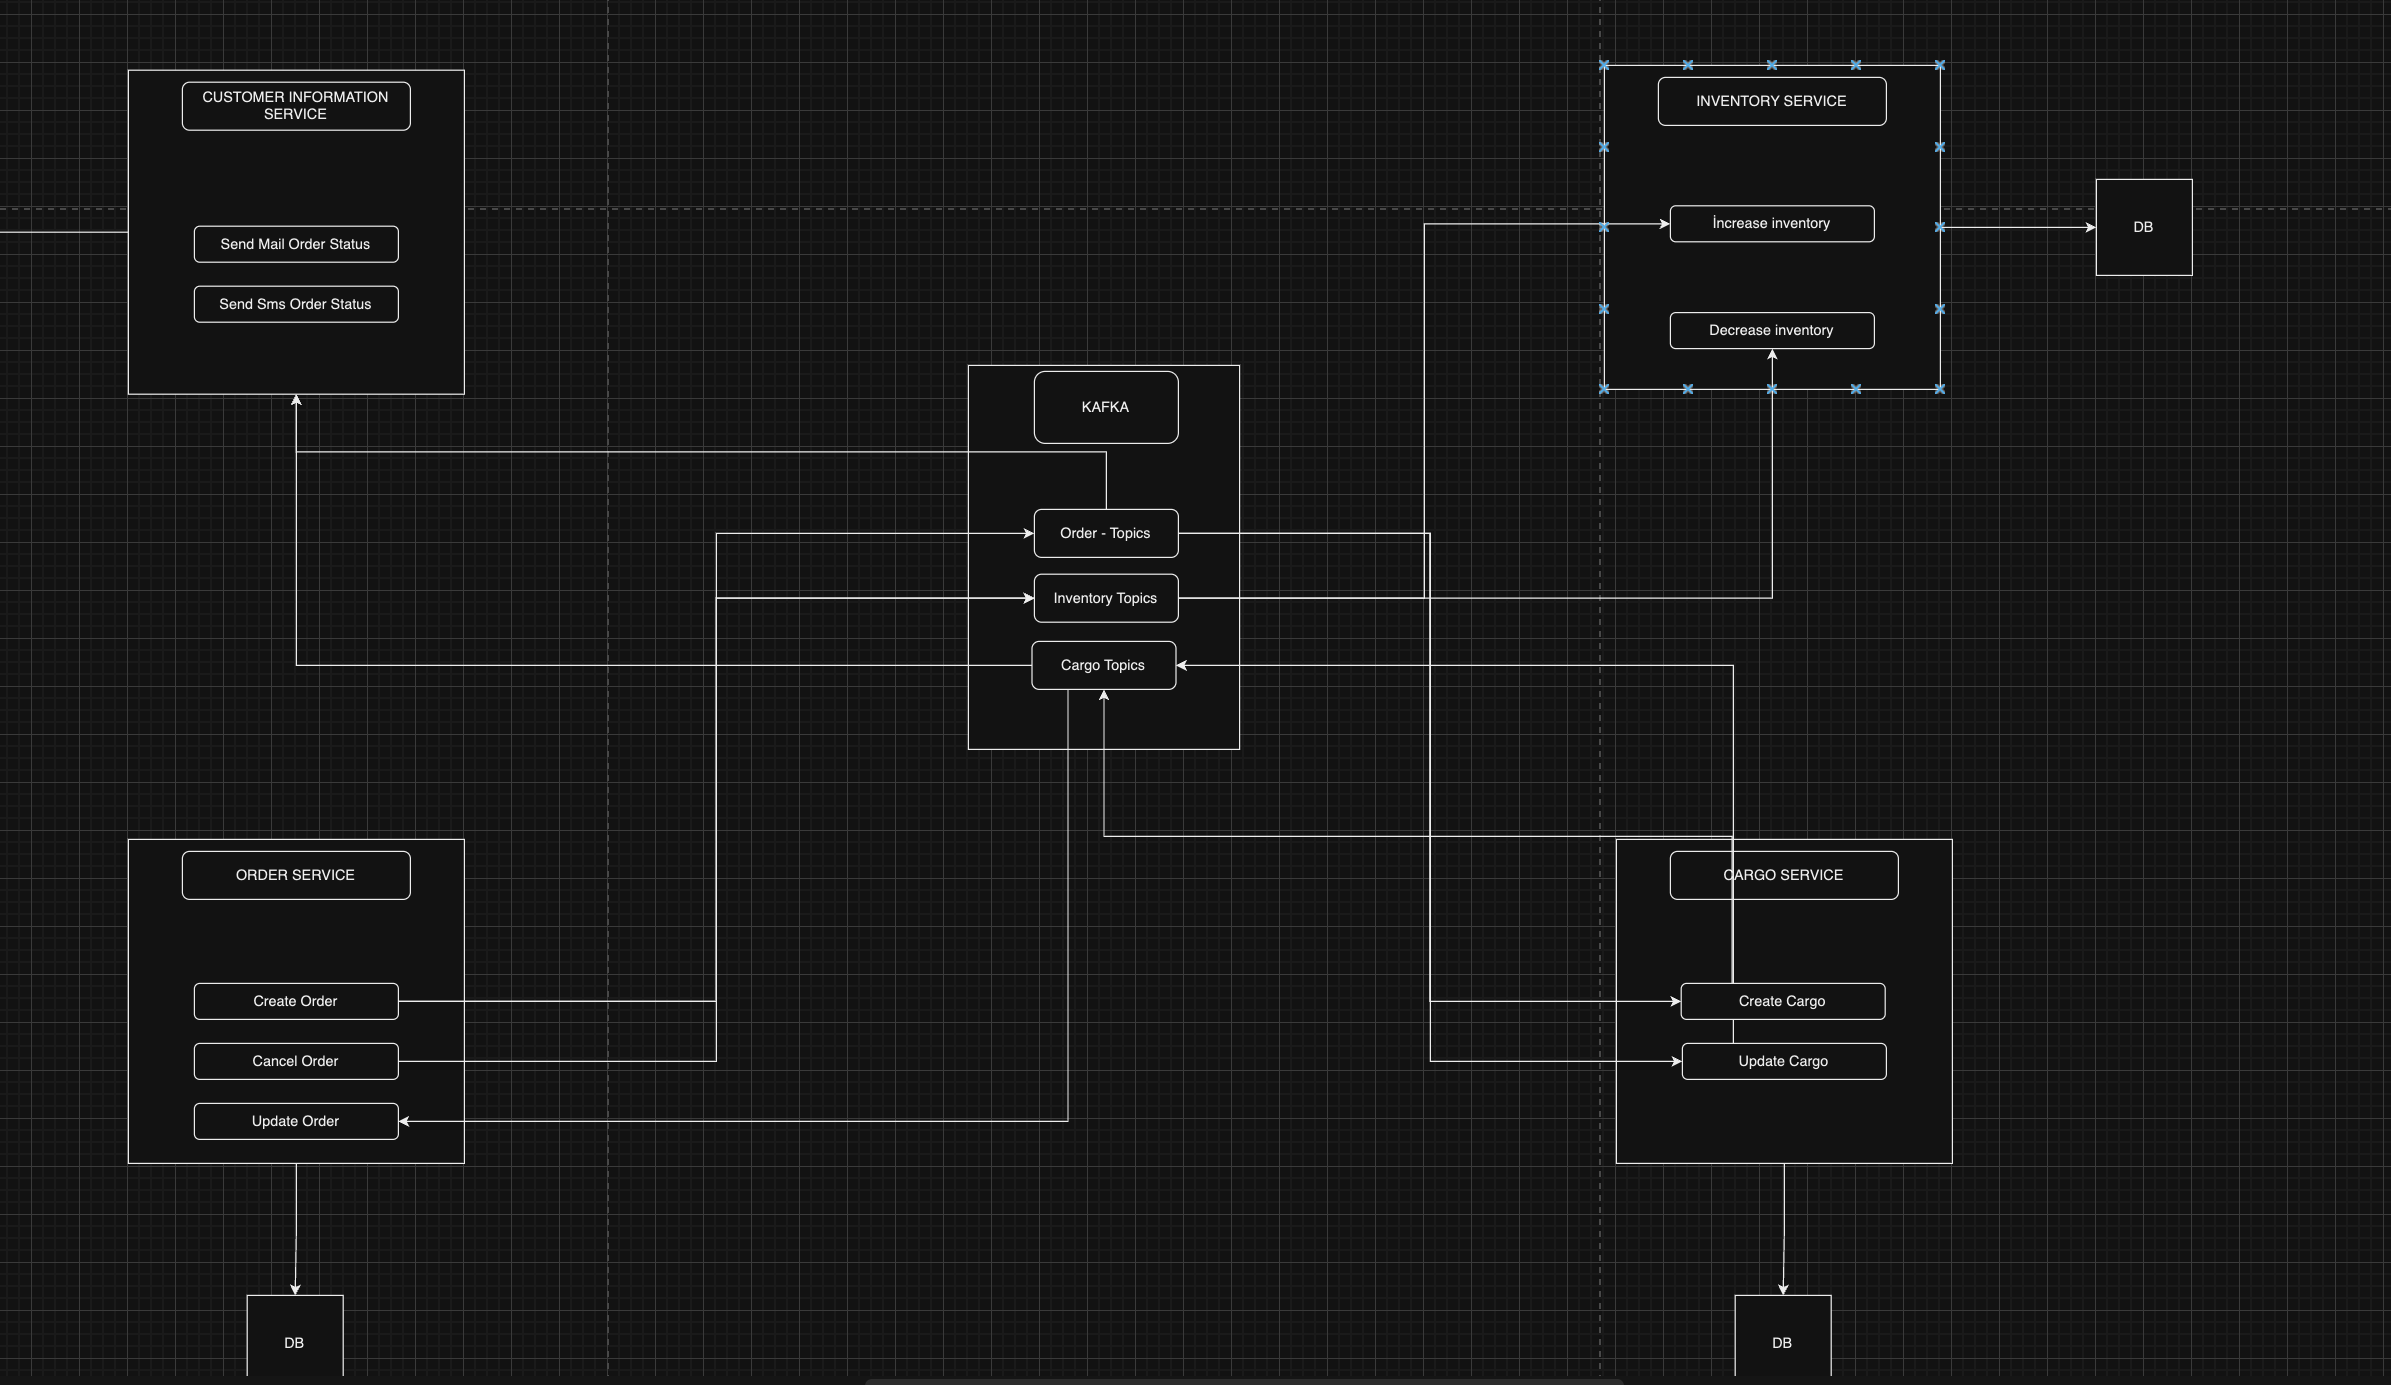 CUSTOMER INFORMATION
SERVICE
Send Mail Order Status
Send Sms Order Status
INVENTORY SERVICE
İncrease inventory
Decrease inventory
DB
KAFKA
Order - Topics
Inventory Topics
Cargo Topics
ORDER SERVICE
Create Order
Cancel Order
Update Order
DB
CARGO SERVICE
Create Cargo
Update Cargo
DB